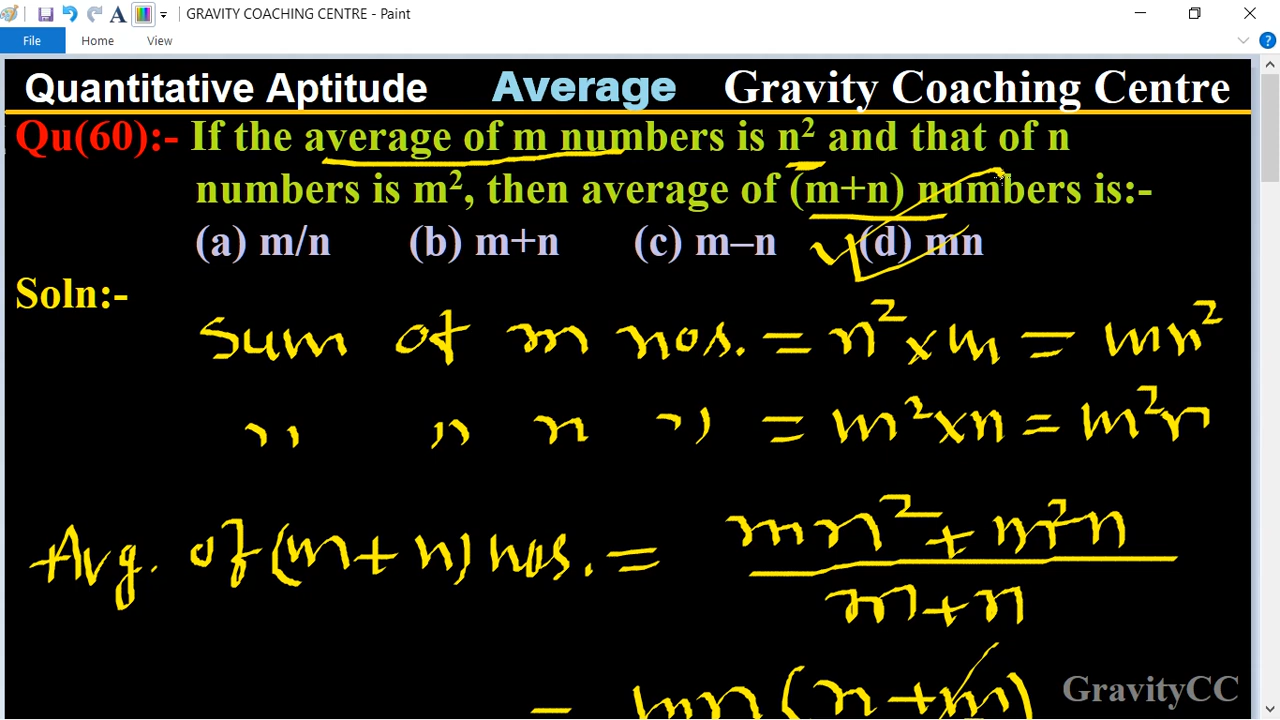 GRAVITY COACHING CENTRE - Paint
File Home View
Quantitative Aptitude Average Gravity Coaching Centre
Qu(60):- If the average of m numbers is n² and that of n
numbers is m², then average of (m+n) numbers is:-
(a) m/n (b) m+n (c) m–n (d) mn
Soln:-
Sum of m nos. = n² × m = mn²
,, ,, n ,, = m² × n = m²n
Avg. of (m+n) nos. = mn² + m²n
m+n
= mn (n+m)
GravityCC